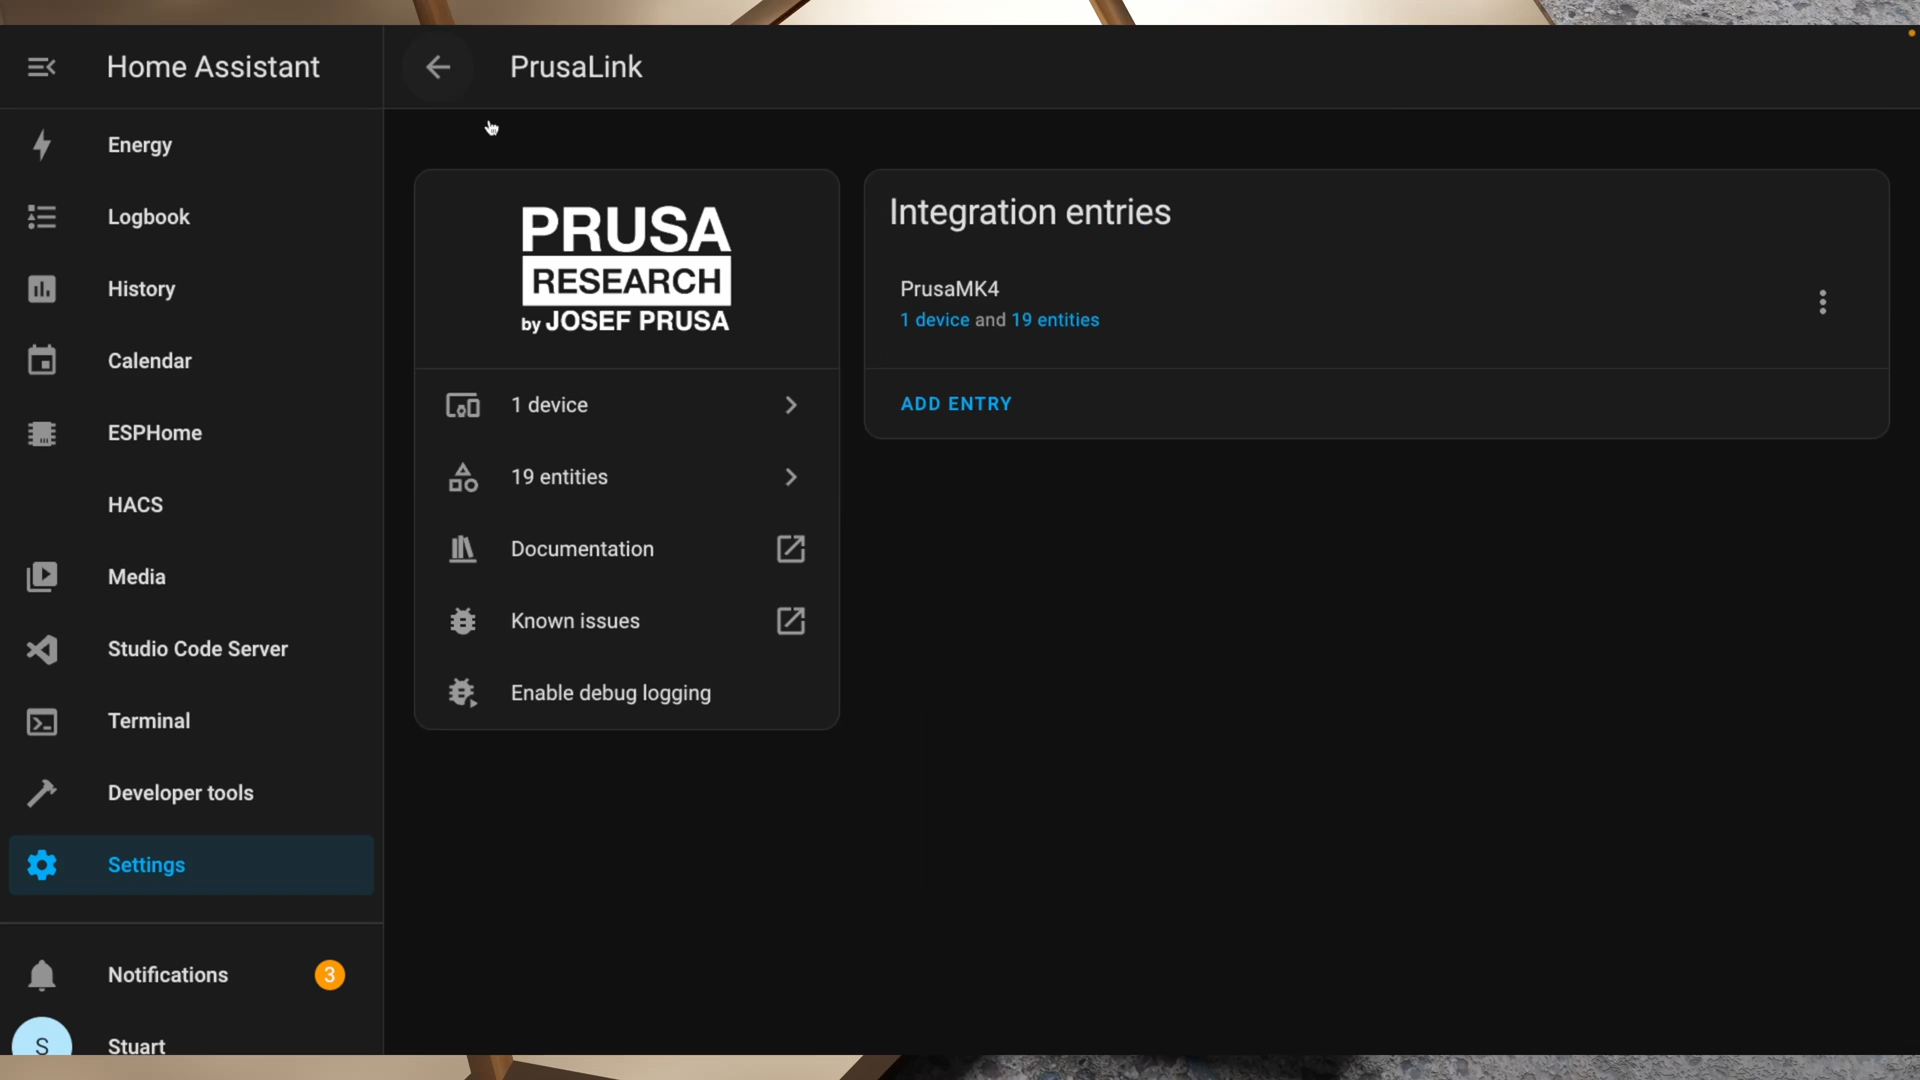 Home Assistant
PrusaLink
Energy
Logbook
History
Calendar
ESPHome
HACS
Media
Studio Code Server
Terminal
Developer tools
Settings
Notifications
3
S
Stuart
PRUSA
RESEARCH
by JOSEF PRUSA
1 device
19 entities
Documentation
Known issues
Enable debug logging
Integration entries
PrusaMK4
1 device and 19 entities
ADD ENTRY